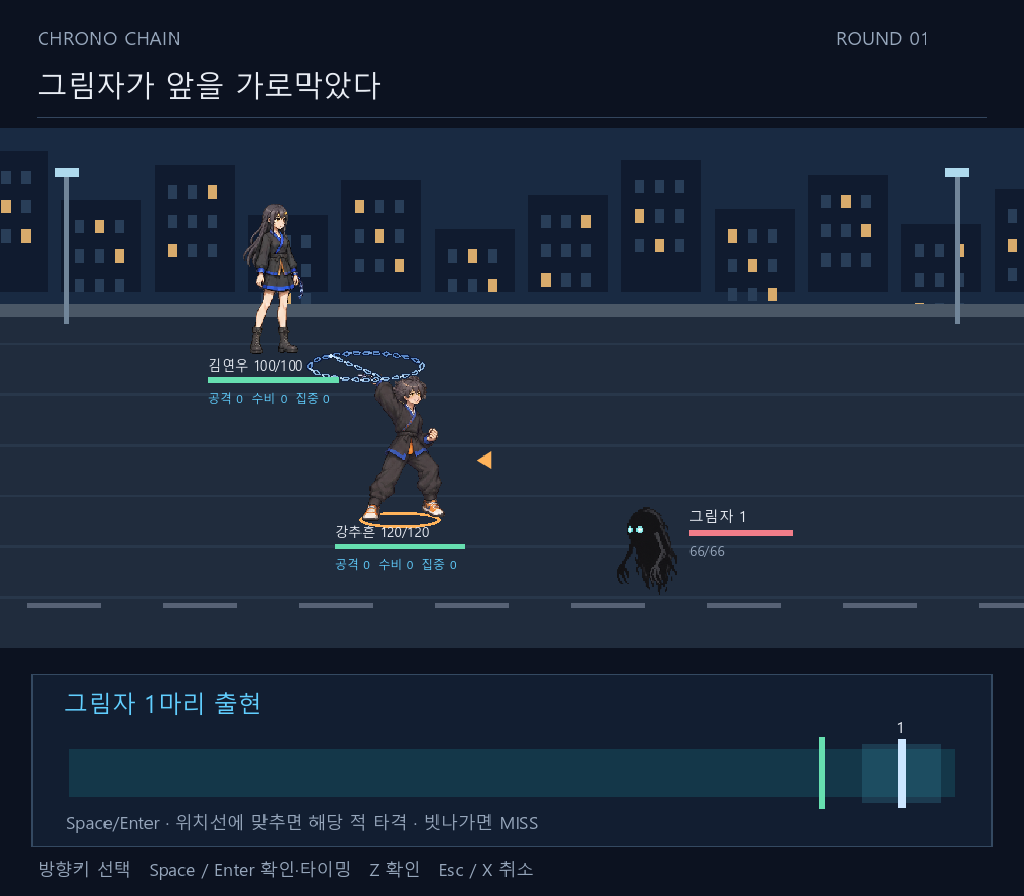 CHRONO CHAIN
ROUND 01
그림자가 앞을 가로막았다
김연우 100/100
공격 0 수비 0 집중 0
강추흔 120/120
공격 0 수비 0 집중 0
그림자 1
66/66
그림자 1마리 출현
1
Space/Enter · 위치선에 맞추면 해당 적 타격 · 빗나가면 MISS
방향키 선택 Space / Enter 확인·타이밍 Z 확인 Esc / X 취소